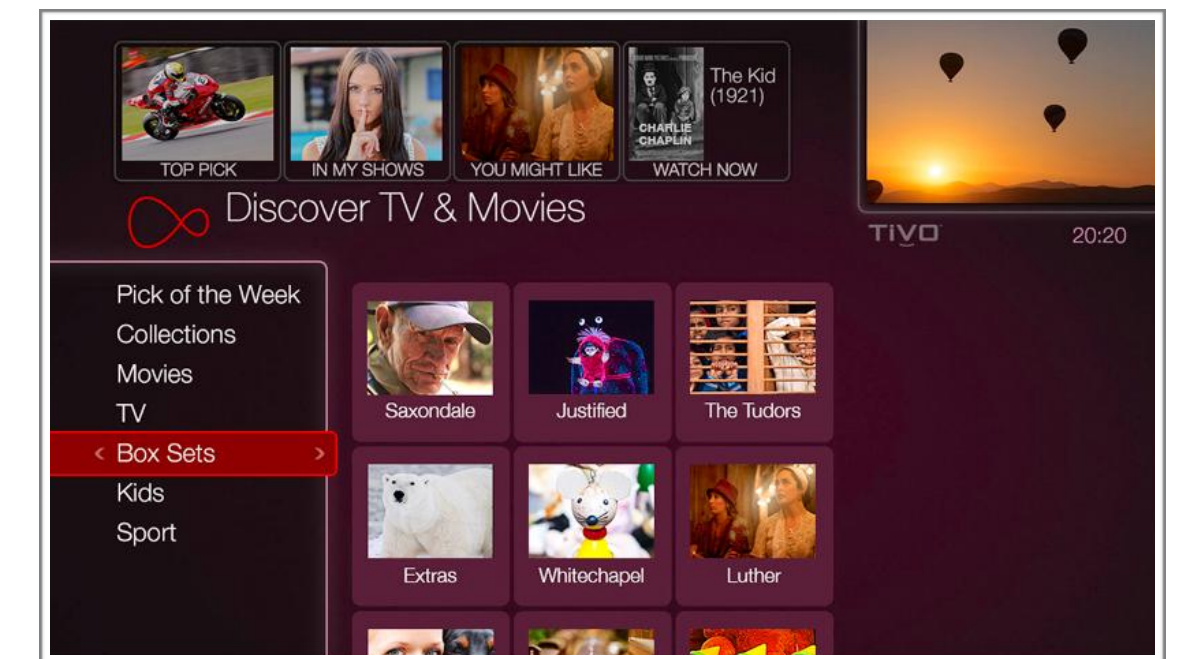 The Kid
(1921)
CHARLIE
CHAPLIN
TOP PICK
IN MY SHOWS
YOU MIGHT LIKE
WATCH NOW
Discover TV & Movies
TiVo
20:20
Pick of the Week
Collections
Movies
TV
< Box Sets >
Kids
Sport
Saxondale
Justified
The Tudors
Extras
Whitechapel
Luther